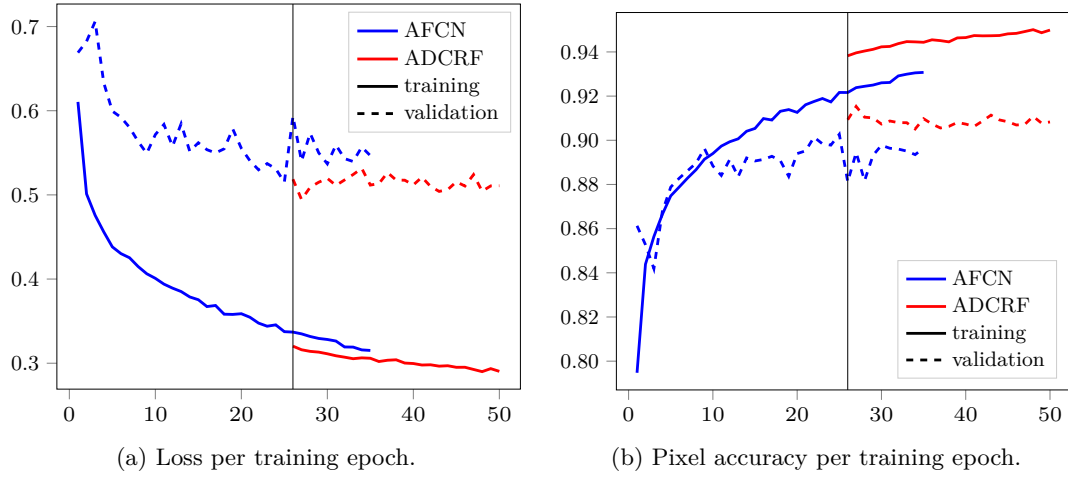 0.7
0.6
0.5
0.4
0.3
0
10
20
30
40
50
AFCN
ADCRF
training
validation
(a) Loss per training epoch.
0.94
0.92
0.90
0.88
0.86
0.84
0.82
0.80
0
10
20
30
40
50
AFCN
ADCRF
training
validation
(b) Pixel accuracy per training epoch.